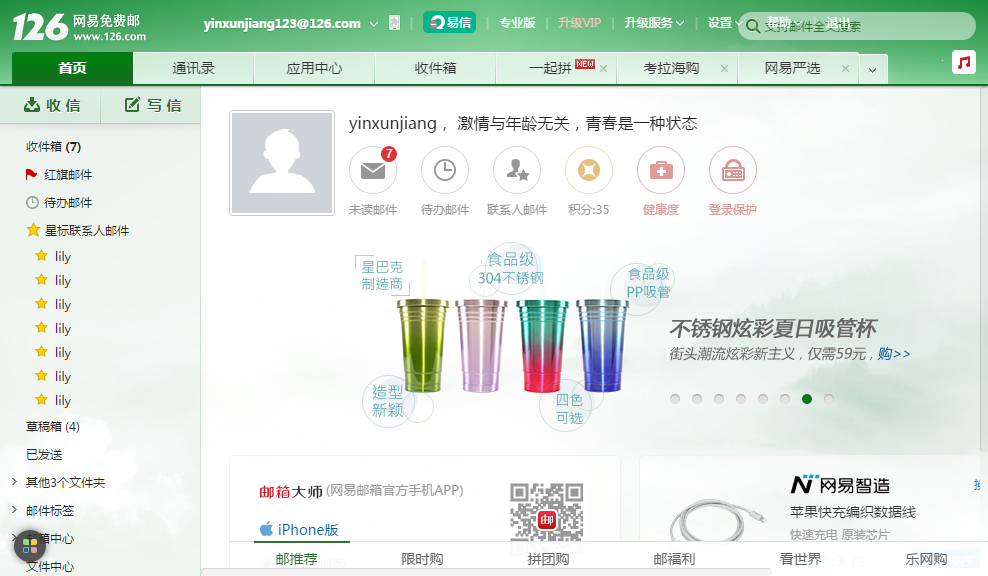 126 网易免费邮
www.126.com
yinxunjiang123@126.com
易信
专业版
升级VIP
升级服务
设置
帮助
退出
支持邮件全文搜索
首页
通讯录
应用中心
收件箱
一起拼 NEW
考拉海购
网易严选
收 信
写 信
收件箱 (7)
红旗邮件
待办邮件
星标联系人邮件
lily
lily
lily
lily
lily
lily
lily
草稿箱 (4)
已发送
其他3个文件夹
邮件标签
箱中心
文件中心
yinxunjiang， 激情与年龄无关，青春是一种状态
7
未读邮件
待办邮件
联系人邮件
积分:35
健康度
登录保护
星巴克
制造商
食品级
304不锈钢
食品级
PP吸管
造型
新颖
四色
可选
不锈钢炫彩夏日吸管杯
街头潮流炫彩新主义，仅需59元，购>>
邮箱大师 (网易邮箱官方手机APP)
iPhone版
邮
网易智造
苹果快充编织数据线
快速充电 原装芯片
邮推荐
限时购
拼团购
邮福利
看世界
乐网购